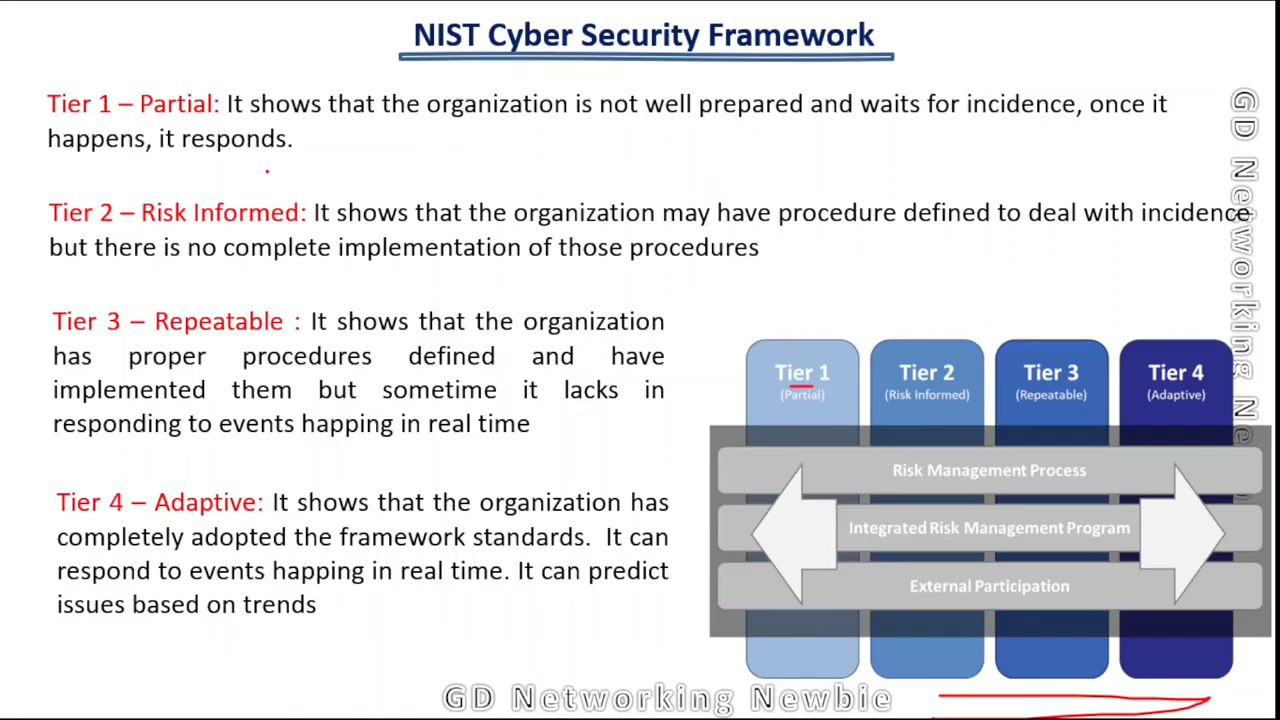 NIST Cyber Security Framework
Tier 1 – Partial: It shows that the organization is not well prepared and waits for incidence, once it
happens, it responds.
Tier 2 – Risk Informed: It shows that the organization may have procedure defined to deal with incidence
but there is no complete implementation of those procedures
Tier 3 – Repeatable : It shows that the organization
has proper procedures defined and have
implemented them but sometime it lacks in
responding to events happing in real time
Tier 4 – Adaptive: It shows that the organization has
completely adopted the framework standards. It can
respond to events happing in real time. It can predict
issues based on trends
Tier 1
(Partial)
Tier 2
(Risk Informed)
Tier 3
(Repeatable)
Tier 4
(Adaptive)
Risk Management Process
Integrated Risk Management Program
External Participation
GD Networking Ne
GD Networking Newbie